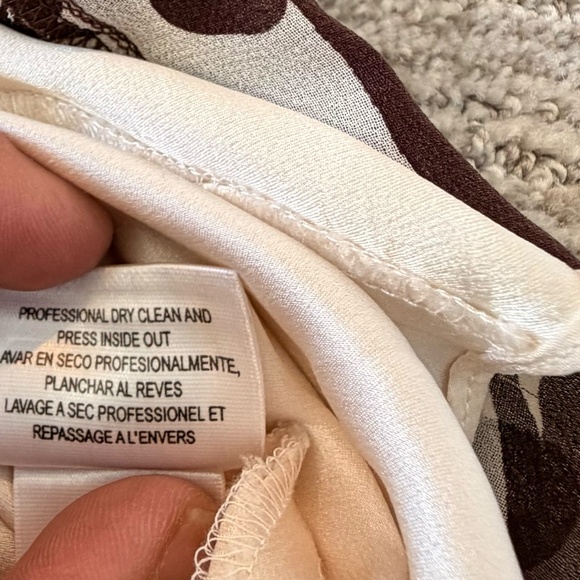 PROFESSIONAL DRY CLEAN AND
PRESS INSIDE OUT
AVAR EN SECO PROFESIONALMENTE,
PLANCHAR AL REVES
LAVAGE A SEC PROFESSIONEL ET
REPASSAGE A L'ENVERS